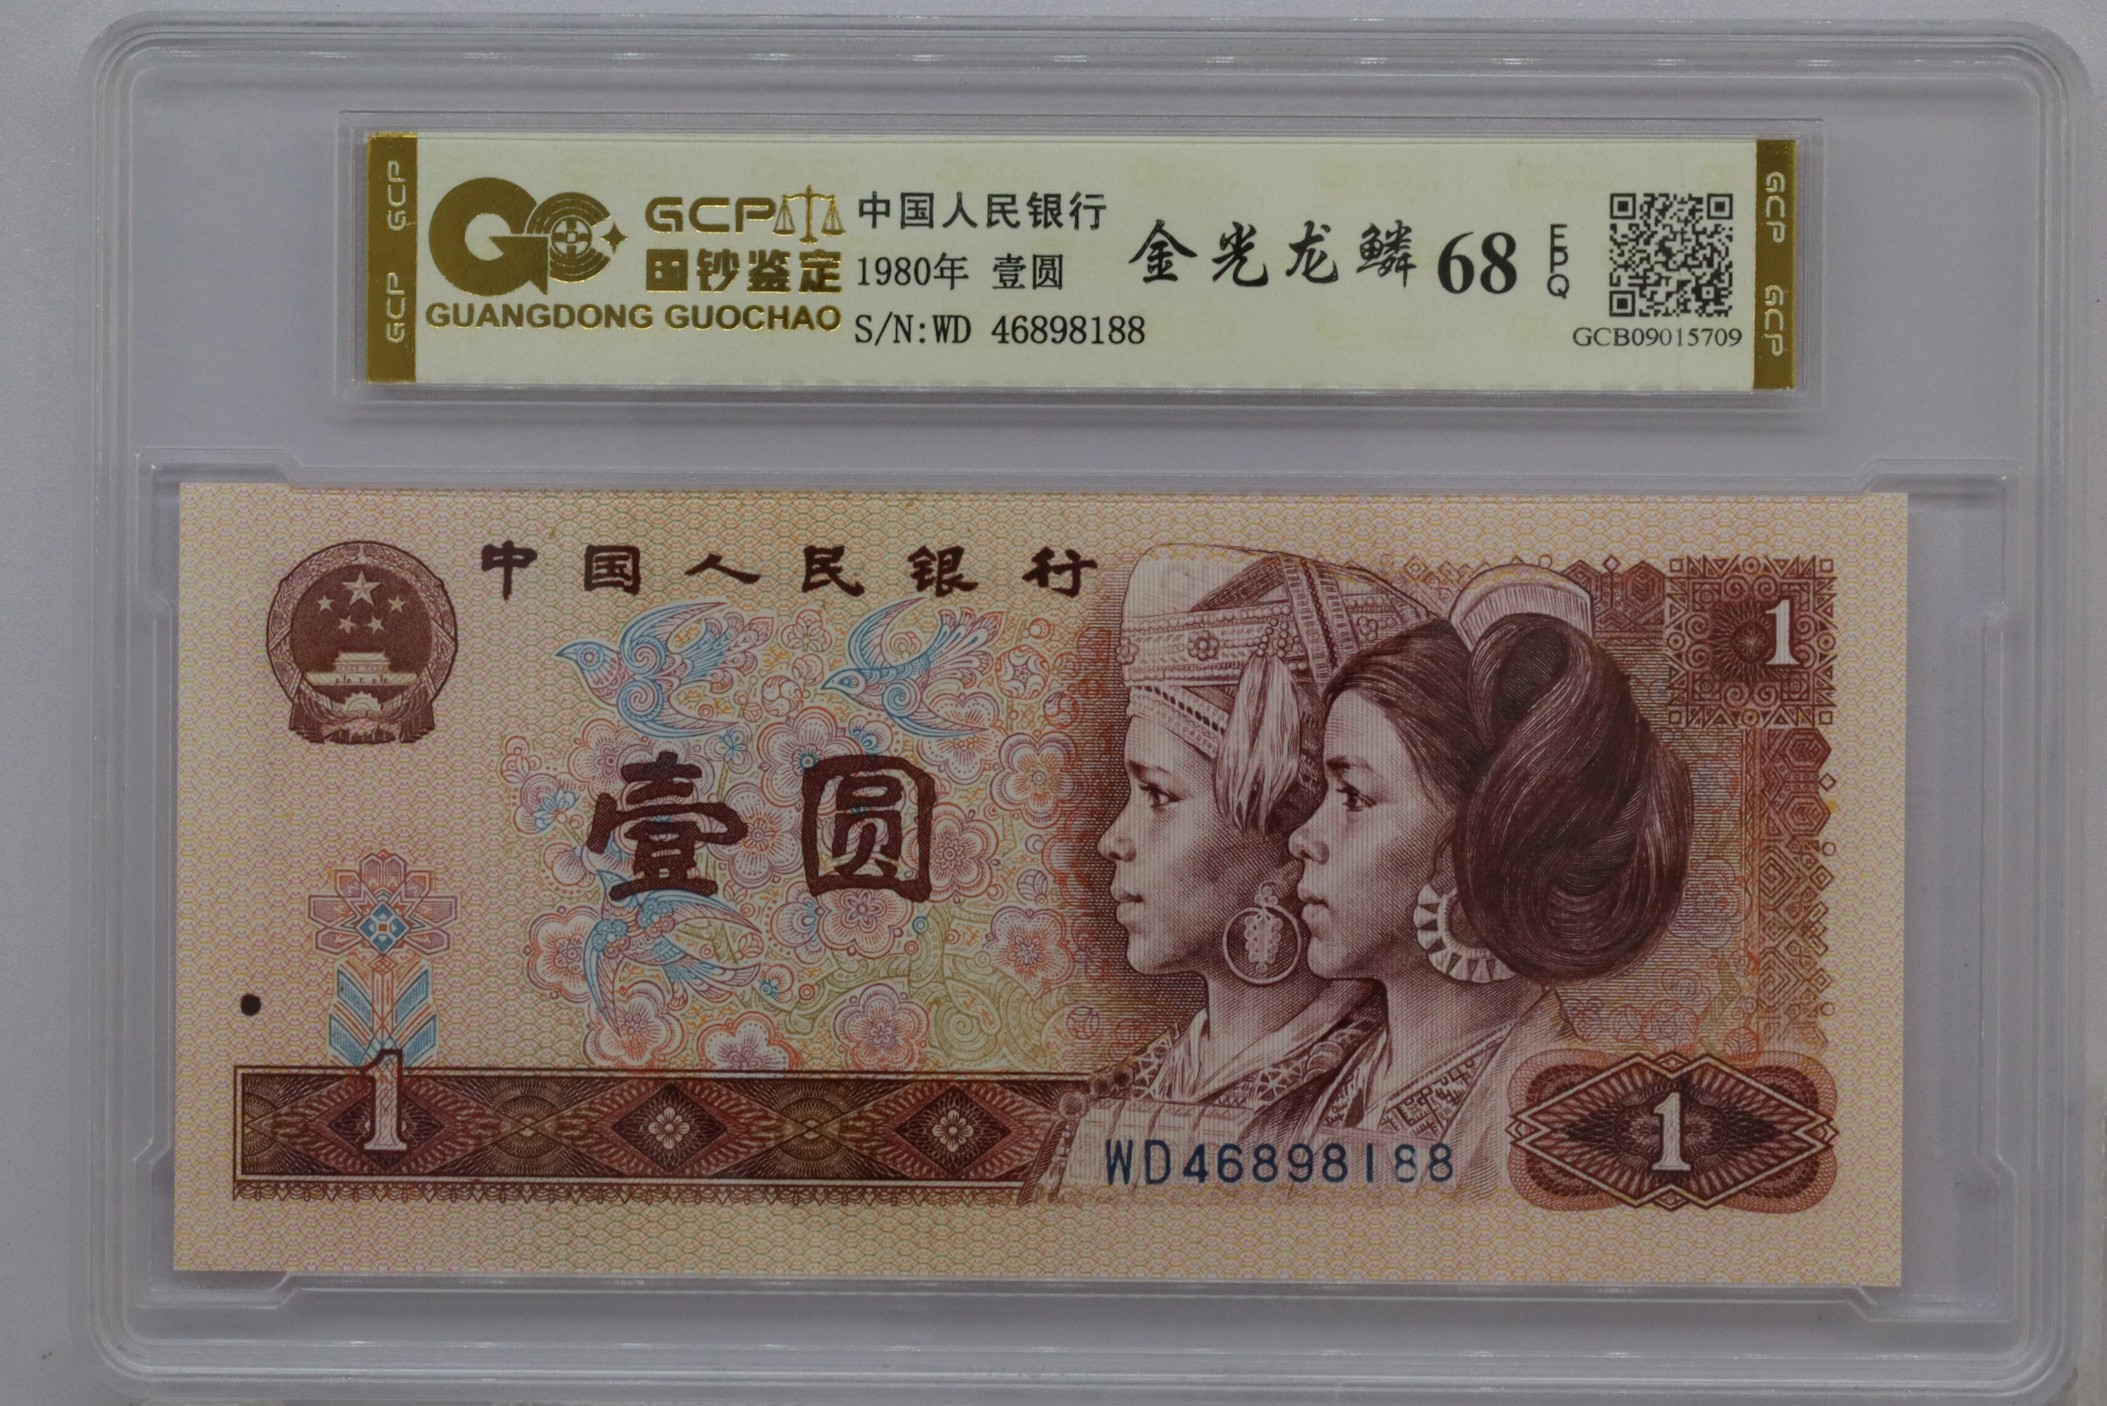 GCP GCP
GCP
国钞鉴定
GUANGDONG GUOCHAO
中国人民银行
1980年 壹圆
S/N:WD 46898188
金光龙鳞 68 EPQ
GCB09015709
GCP GCP
中国人民银行
1
壹圆
1
WD46898188
1